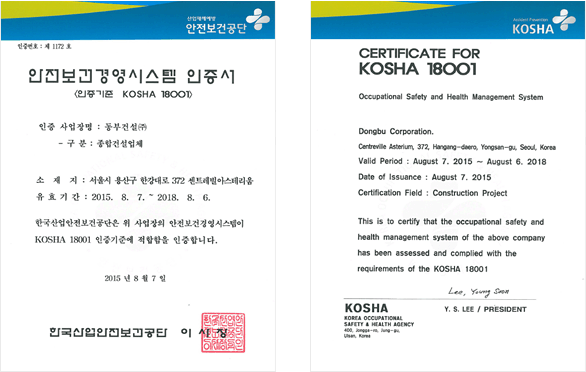 산업재해예방
안전보건공단
인증번호 : 제 1172 호
안전보건경영시스템 인증서
〈인증기준 KOSHA 18001〉
인증 사업장명 : 동부건설㈜
- 구 분 : 종합건설업체
소 재 지 : 서울시 용산구 한강대로 372 센트레빌아스테리움
유 효 기 간 : 2015. 8. 7. ~ 2018. 8. 6.
한국산업안전보건공단은 위 사업장의 안전보건경영시스템이
KOSHA 18001 인증기준에 적합함을 인증합니다.
2015 년 8 월 7 일
한국산업안전보건공단 이사장
Accident Prevention
KOSHA
CERTIFICATE FOR
KOSHA 18001
Occupational Safety and Health Management System
Dongbu Corporation.
Centreville Asterium, 372, Hangang-daero, Yongsan-gu, Seoul, Korea
Valid Period : August 7. 2015 ~ August 6. 2018
Date of Issuance : August 7. 2015
Certification Field : Construction Project
This is to certify that the occupational safety and
health management system of the above company
has been assessed and complied with the
requirements of the KOSHA 18001
Lee, Young Soon
KOSHA
KOREA OCCUPATIONAL
SAFETY & HEALTH AGENCY
400, Jongga-ro, Jung-gu,
Ulsan, Korea
Y. S. LEE / PRESIDENT